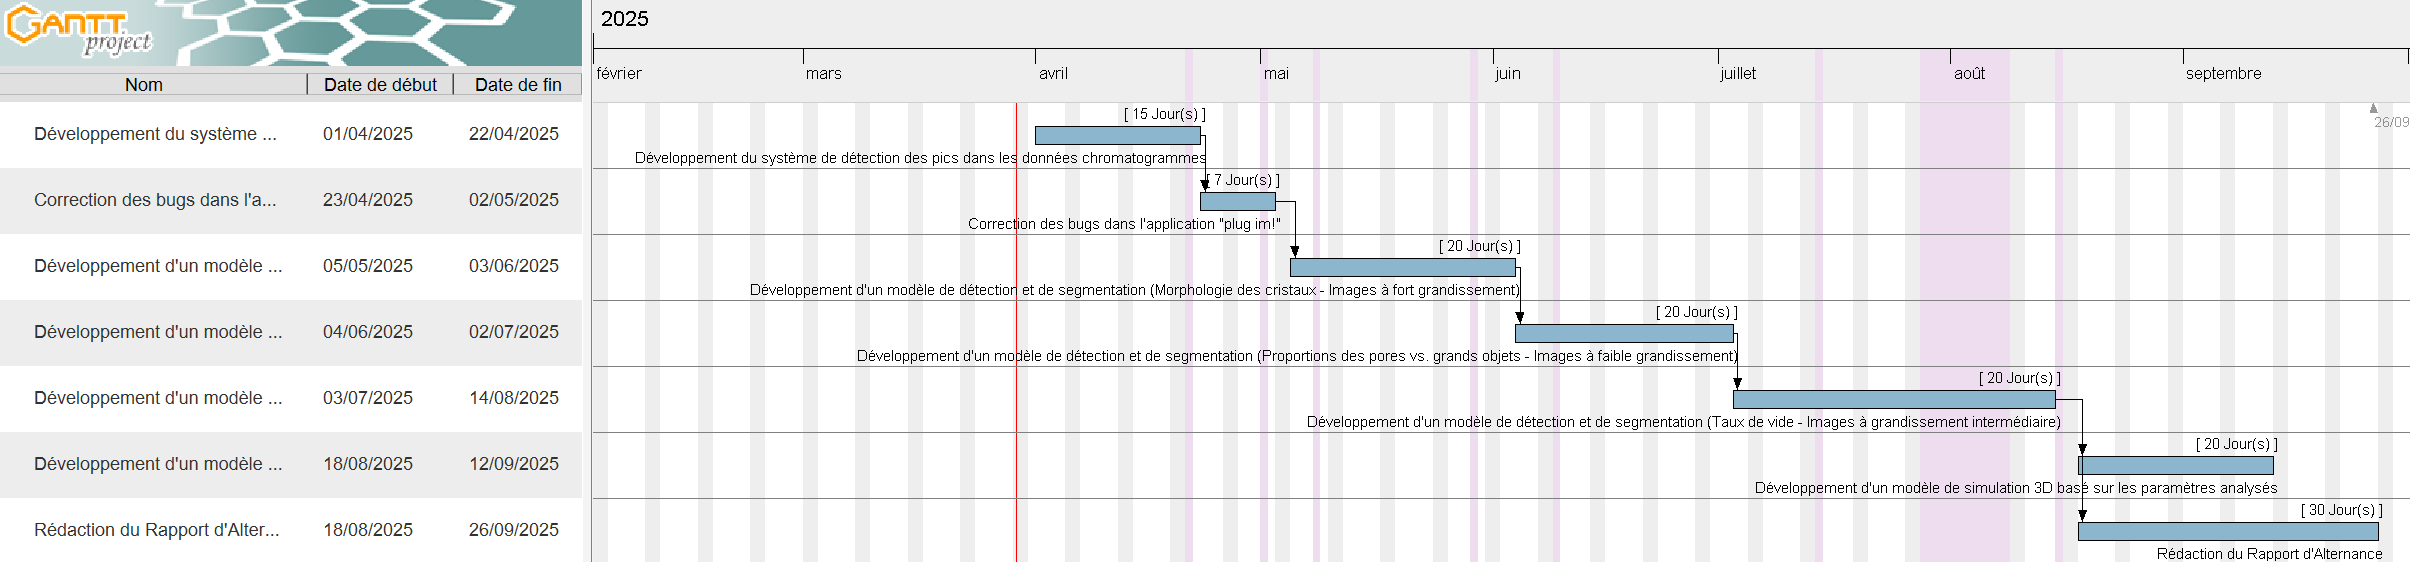 GANTT
project
2025
février mars avril mai juin juillet août septembre
Nom Date de début Date de fin
26/09
Développement du système ... 01/04/2025 22/04/2025
[ 15 Jour(s) ]
Développement du système de détection des pics dans les données chromatogrammes
Correction des bugs dans l'a... 23/04/2025 02/05/2025
[ 7 Jour(s) ]
Correction des bugs dans l'application "plug im!"
Développement d'un modèle ... 05/05/2025 03/06/2025
[ 20 Jour(s) ]
Développement d'un modèle de détection et de segmentation (Morphologie des cristaux - Images à fort grandissement)
Développement d'un modèle ... 04/06/2025 02/07/2025
[ 20 Jour(s) ]
Développement d'un modèle de détection et de segmentation (Proportions des pores vs. grands objets - Images à faible grandissement)
Développement d'un modèle ... 03/07/2025 14/08/2025
[ 20 Jour(s) ]
Développement d'un modèle de détection et de segmentation (Taux de vide - Images à grandissement intermédiaire)
Développement d'un modèle ... 18/08/2025 12/09/2025
[ 20 Jour(s) ]
Développement d'un modèle de simulation 3D basé sur les paramètres analysés
Rédaction du Rapport d'Alter... 18/08/2025 26/09/2025
[ 30 Jour(s) ]
Rédaction du Rapport d'Alternance